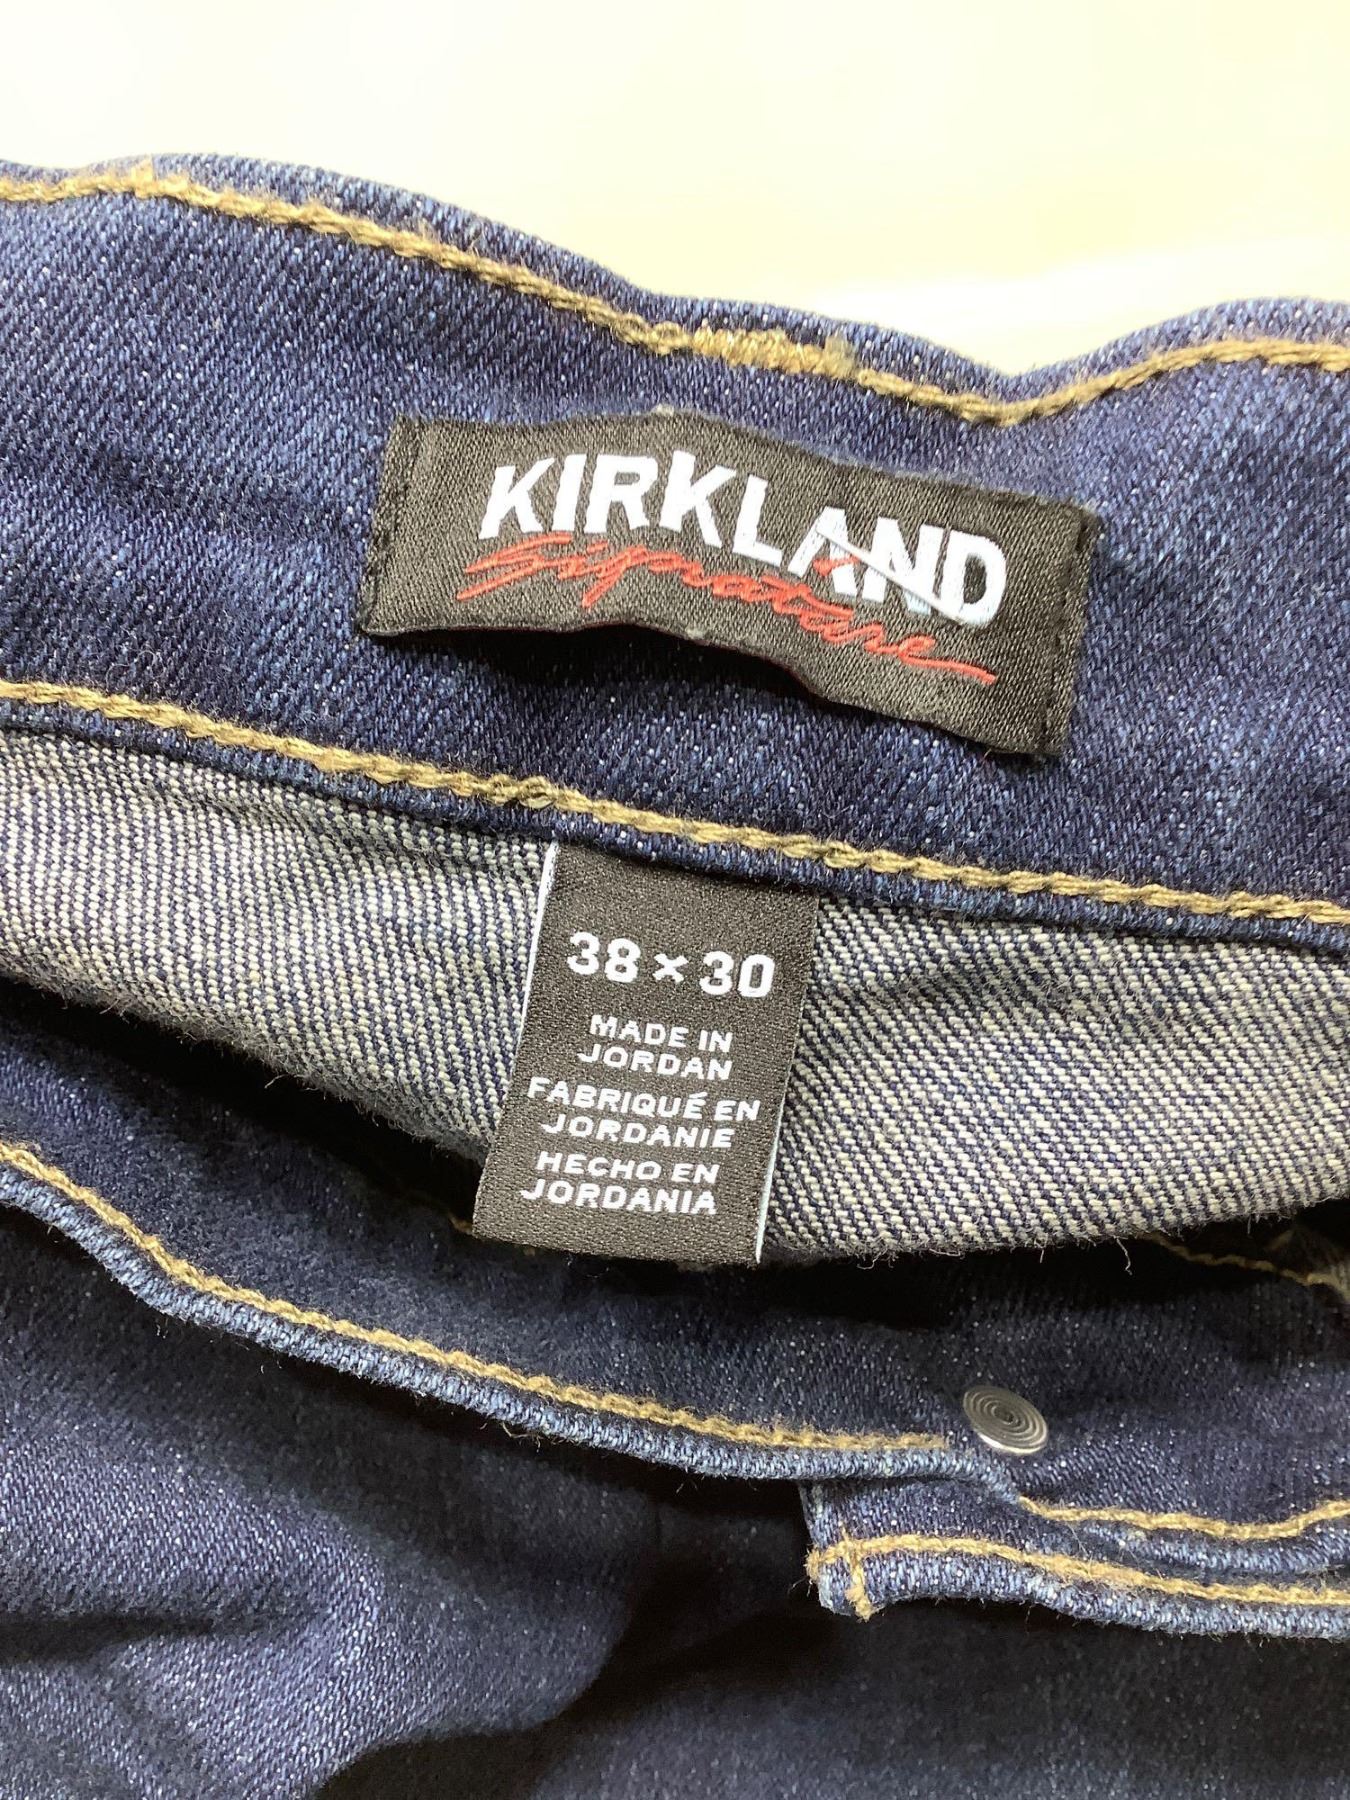 KIRKLAND
Signature
38 × 30
MADE IN
JORDAN
FABRIQUÉ EN
JORDANIE
HECHO EN
JORDANIA